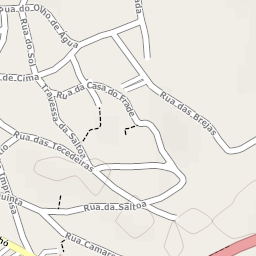 Rua do Olho de Água
ada
Rua do Sol
de Cima
Travessa da Saltoa
Rua da Casa do Frade
Rua das Brejas
Rua das Tecedeiras
Rua da Saltoa
Rua Camara